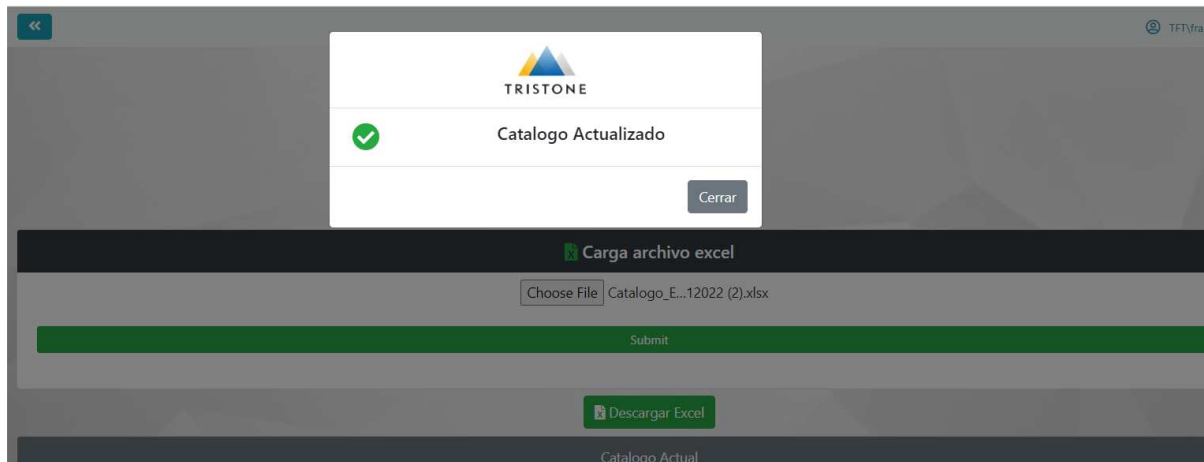 TFT\fra
TRISTONE
Catalogo Actualizado
Cerrar
Carga archivo excel
Choose File Catalogo_E...12022 (2).xlsx
Submit
Descargar Excel
Catalogo Actual